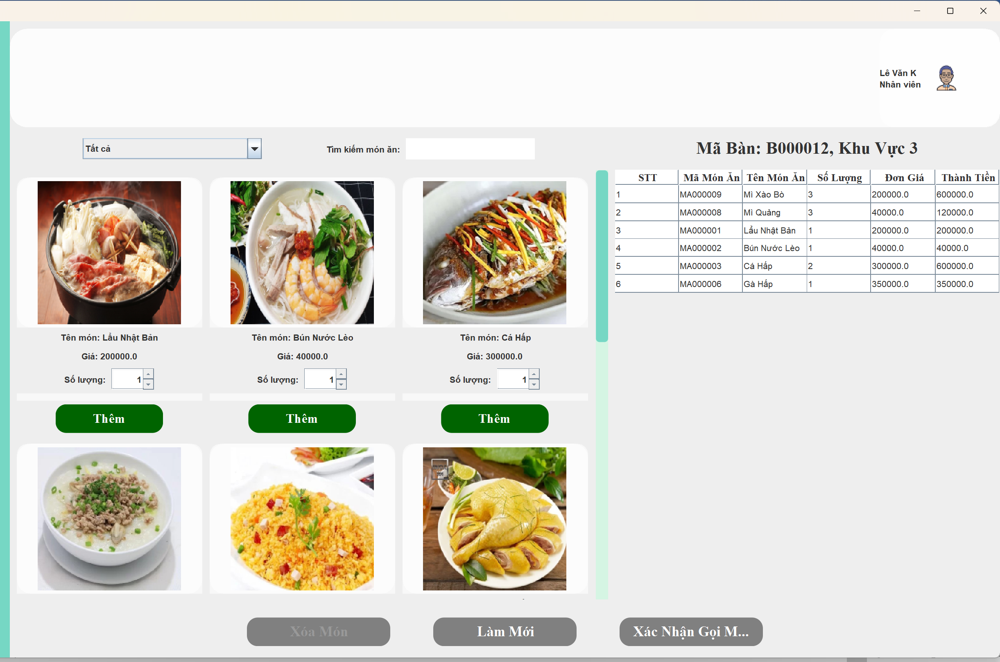 Lê Văn K
Nhân viên
Tất cả
Tìm kiếm món ăn:
Mã Bàn: B000012, Khu Vực 3
STT Mã Món Ăn Tên Món Ăn Số Lượng Đơn Giá Thành Tiền
1 MA000009 Mì Xào Bò 3 200000.0 600000.0
2 MA000008 Mì Quảng 3 40000.0 120000.0
3 MA000001 Lẩu Nhật Bản 1 200000.0 200000.0
4 MA000002 Bún Nước Lèo 1 40000.0 40000.0
5 MA000003 Cá Hấp 2 300000.0 600000.0
6 MA000006 Gà Hấp 1 350000.0 350000.0
Tên món: Lẩu Nhật Bản
Giá: 200000.0
Số lượng: 1
Thêm
Tên món: Bún Nước Lèo
Giá: 40000.0
Số lượng: 1
Thêm
Tên món: Cá Hấp
Giá: 300000.0
Số lượng: 1
Thêm
Xóa Món
Làm Mới
Xác Nhận Gọi M...